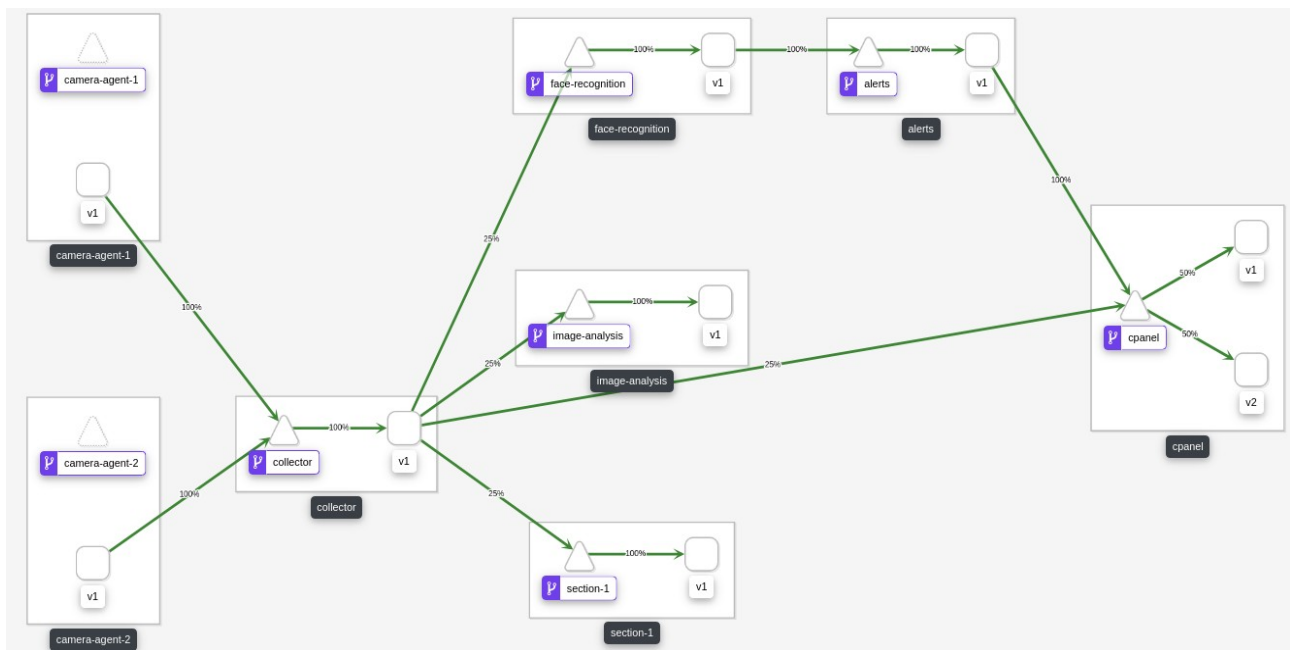 camera-agent-1
v1
camera-agent-1
100%
camera-agent-2
v1
camera-agent-2
100%
collector
100%
v1
collector
25%
face-recognition
100%
v1
face-recognition
100%
alerts
100%
v1
alerts
100%
25%
image-analysis
100%
v1
image-analysis
25%
cpanel
50%
v1
50%
v2
cpanel
25%
section-1
100%
v1
section-1